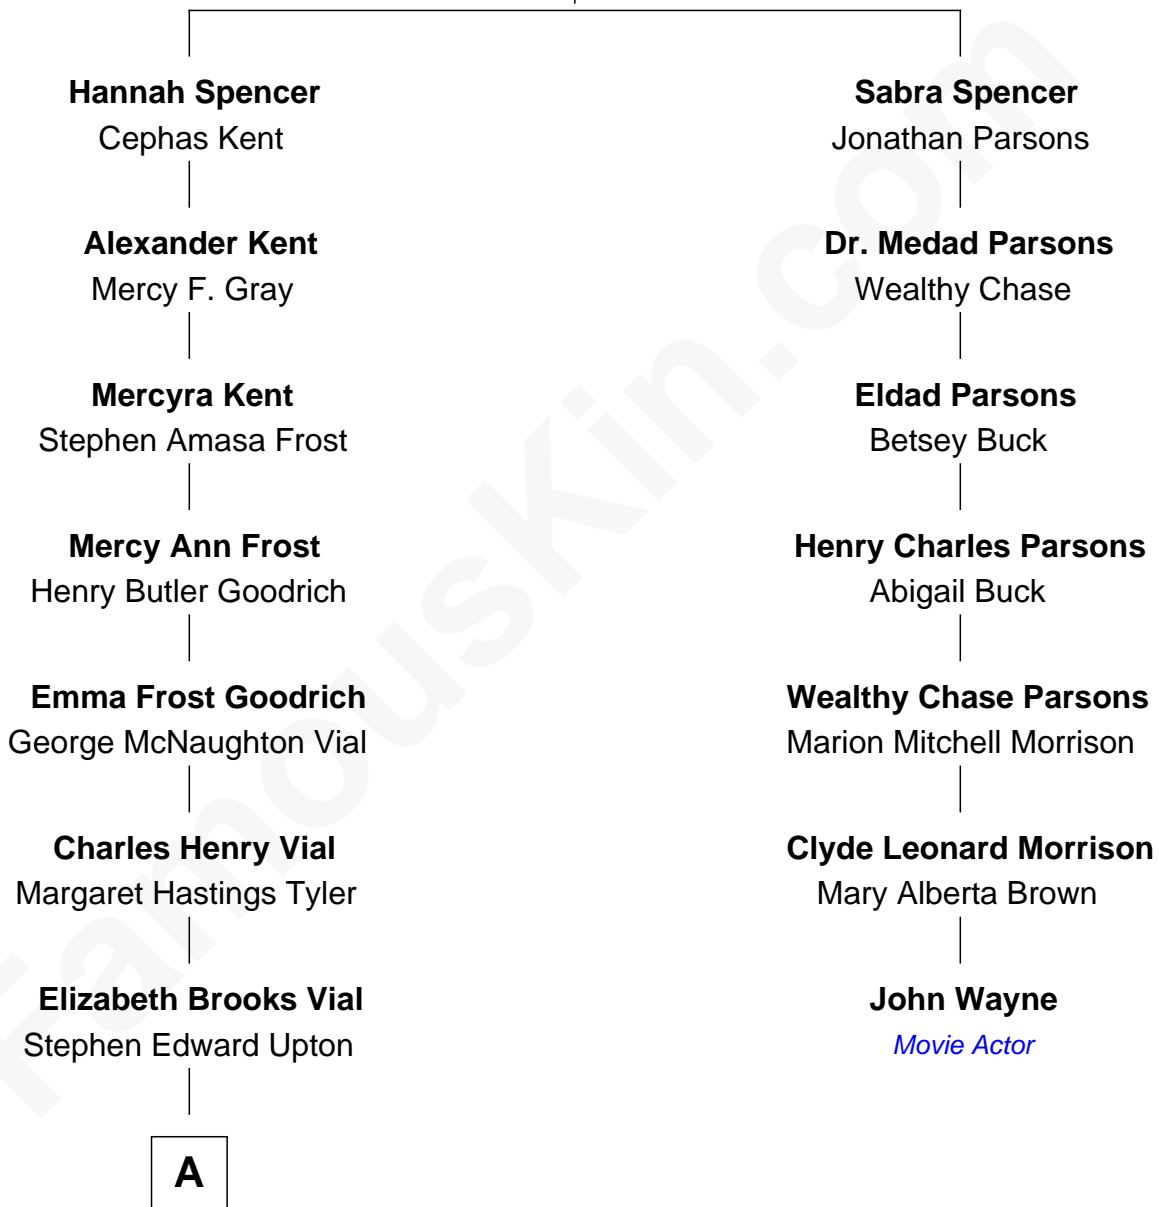 Hannah Spencer
Cephas Kent
Sabra Spencer
Jonathan Parsons
Alexander Kent
Mercy F. Gray
Dr. Medad Parsons
Wealthy Chase
Mercyra Kent
Stephen Amasa Frost
Eldad Parsons
Betsey Buck
Mercy Ann Frost
Henry Butler Goodrich
Henry Charles Parsons
Abigail Buck
Emma Frost Goodrich
George McNaughton Vial
Wealthy Chase Parsons
Marion Mitchell Morrison
Charles Henry Vial
Margaret Hastings Tyler
Clyde Leonard Morrison
Mary Alberta Brown
Elizabeth Brooks Vial
Stephen Edward Upton
John Wayne
Movie Actor
A
FamousKin.com